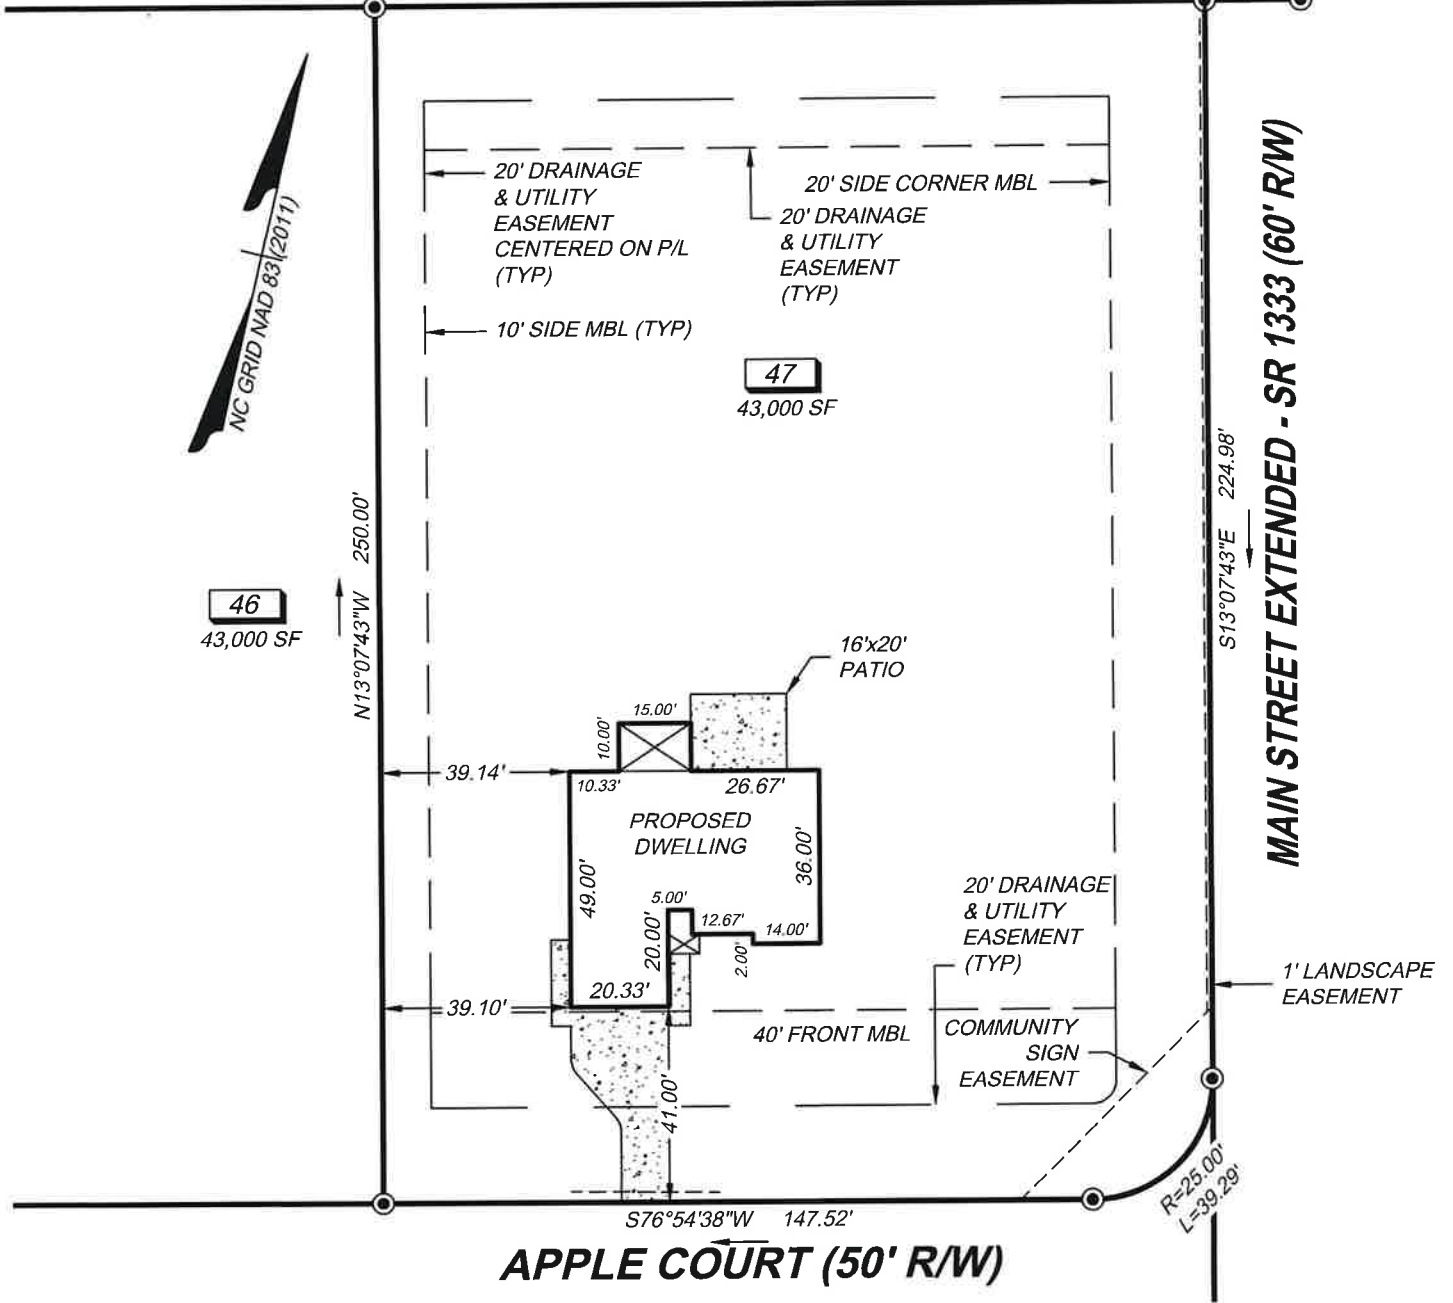 20' DRAINAGE
& UTILITY
EASEMENT
CENTERED ON P/L
(TYP)
20' SIDE CORNER MBL
20' DRAINAGE
& UTILITY
EASEMENT
(TYP)
10' SIDE MBL (TYP)
NC GRID NAD 83 (2011)
47
43,000 SF
46
43,000 SF
N13°07'43"W 250.00'
S13°07'43"E 224.98'
MAIN STREET EXTENDED - SR 1333 (60' R/W)
16'x20'
PATIO
15.00'
10.00'
39.14'
10.33'
26.67'
PROPOSED
DWELLING
49.00'
36.00'
5.00'
12.67'
14.00'
20.00'
2.00'
20.33'
39.10'
20' DRAINAGE
& UTILITY
EASEMENT
(TYP)
1' LANDSCAPE
EASEMENT
40' FRONT MBL
COMMUNITY
SIGN
EASEMENT
41.00'
R=25.00'
L=39.29'
S76°54'38"W 147.52'
APPLE COURT (50' R/W)